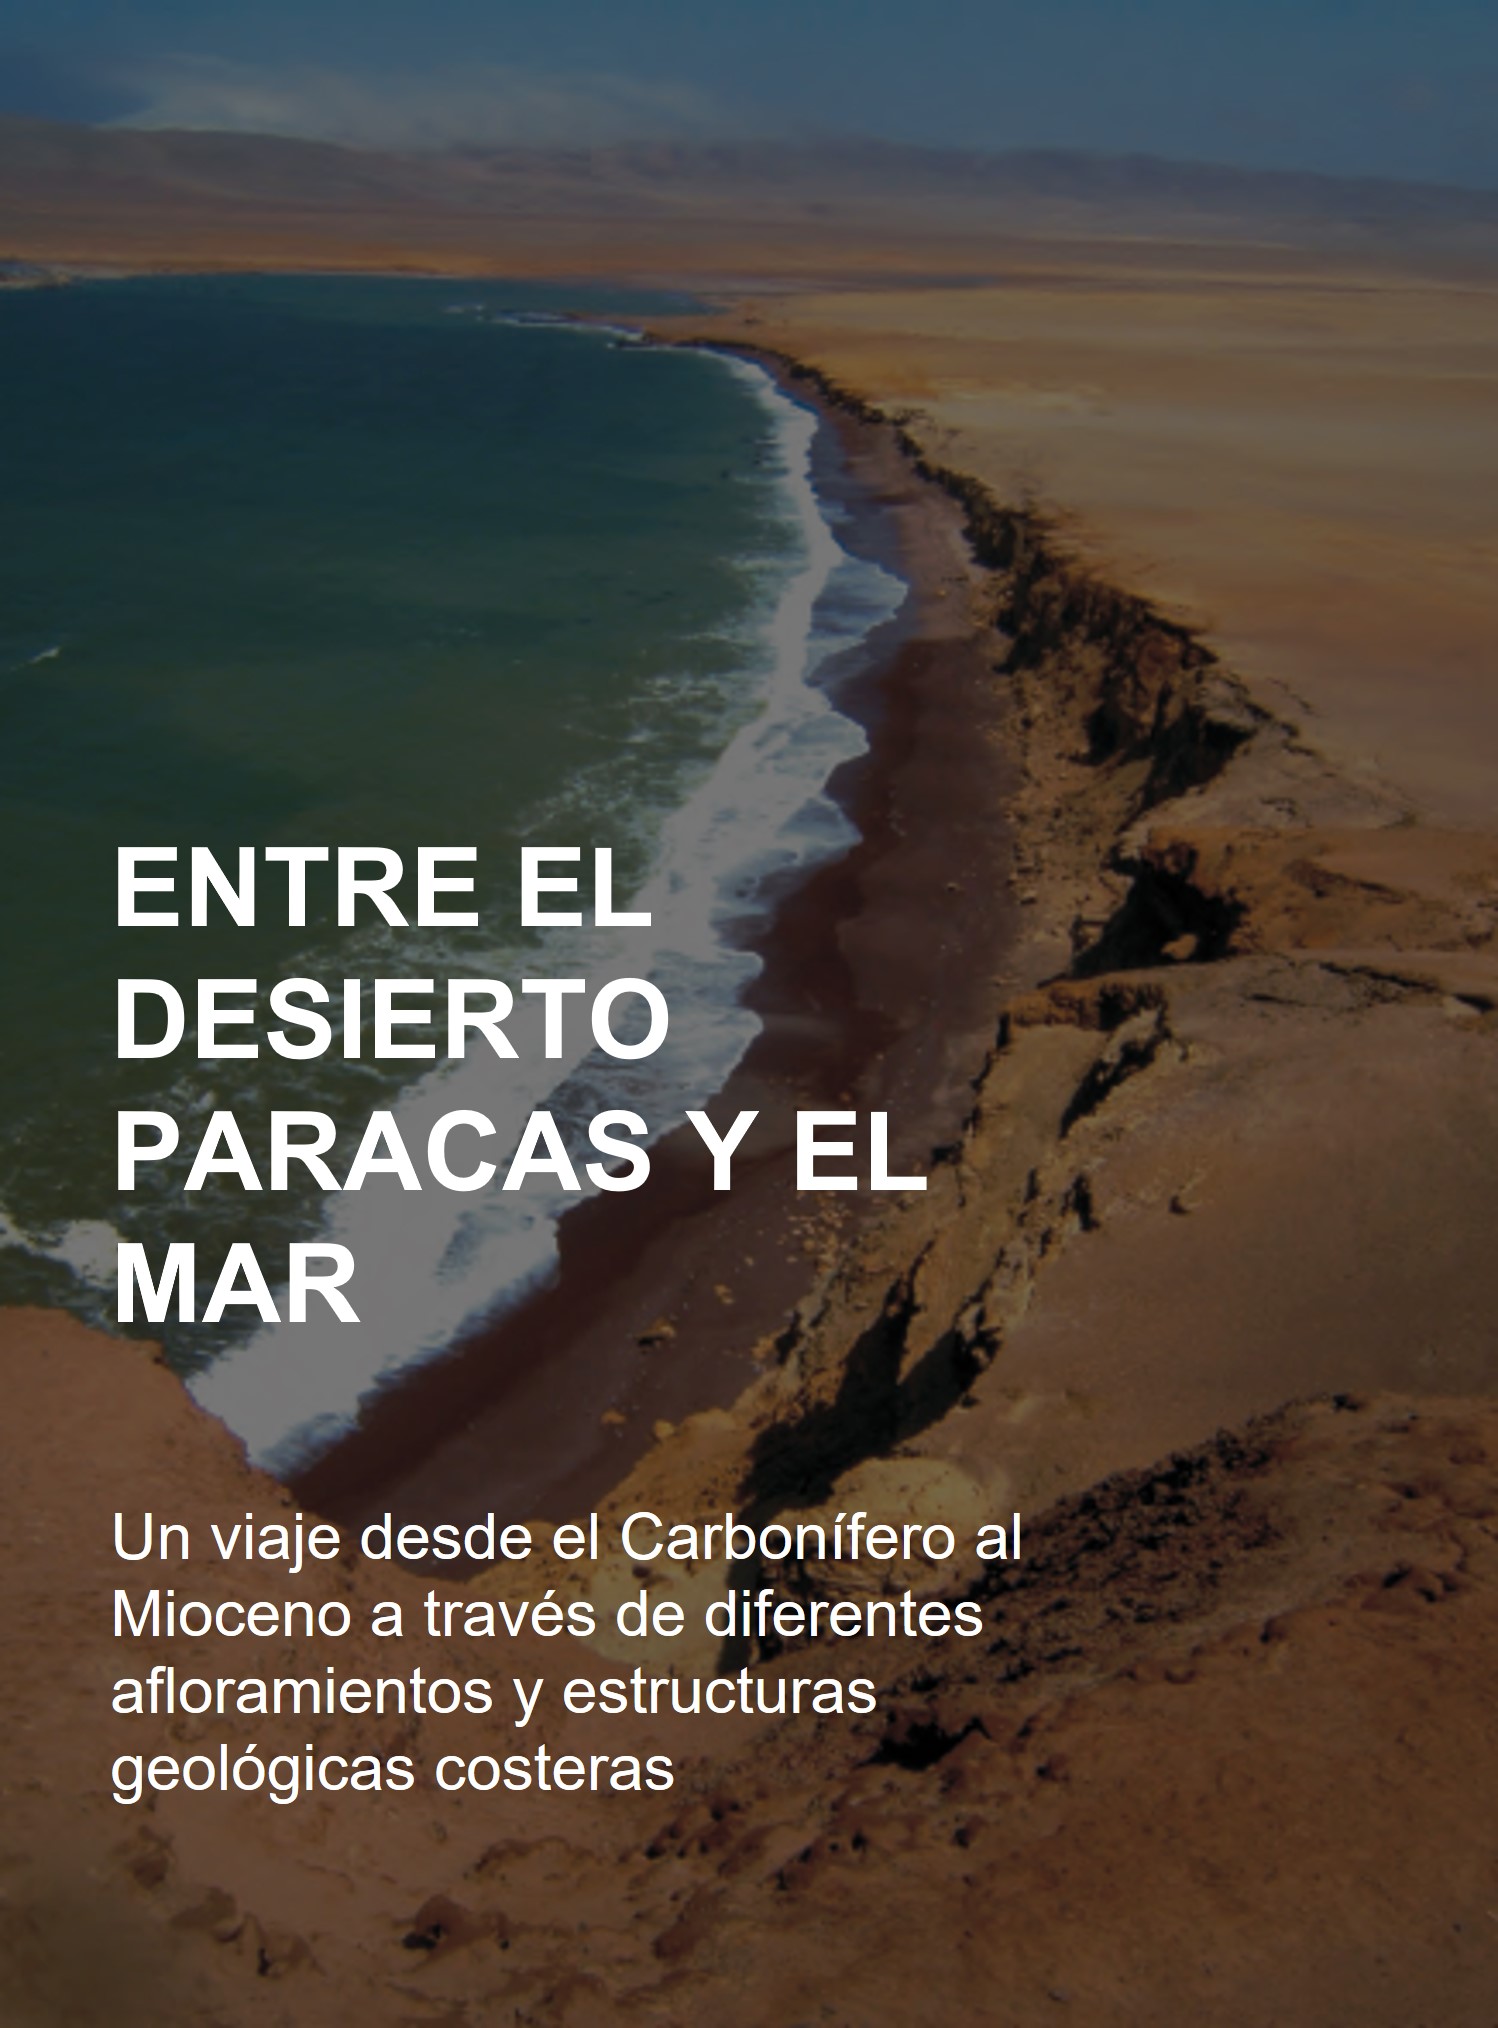 ENTRE EL
DESIERTO
PARACAS Y EL
MAR
Un viaje desde el Carbonífero al
Mioceno a través de diferentes
afloramientos y estructuras
geológicas costeras